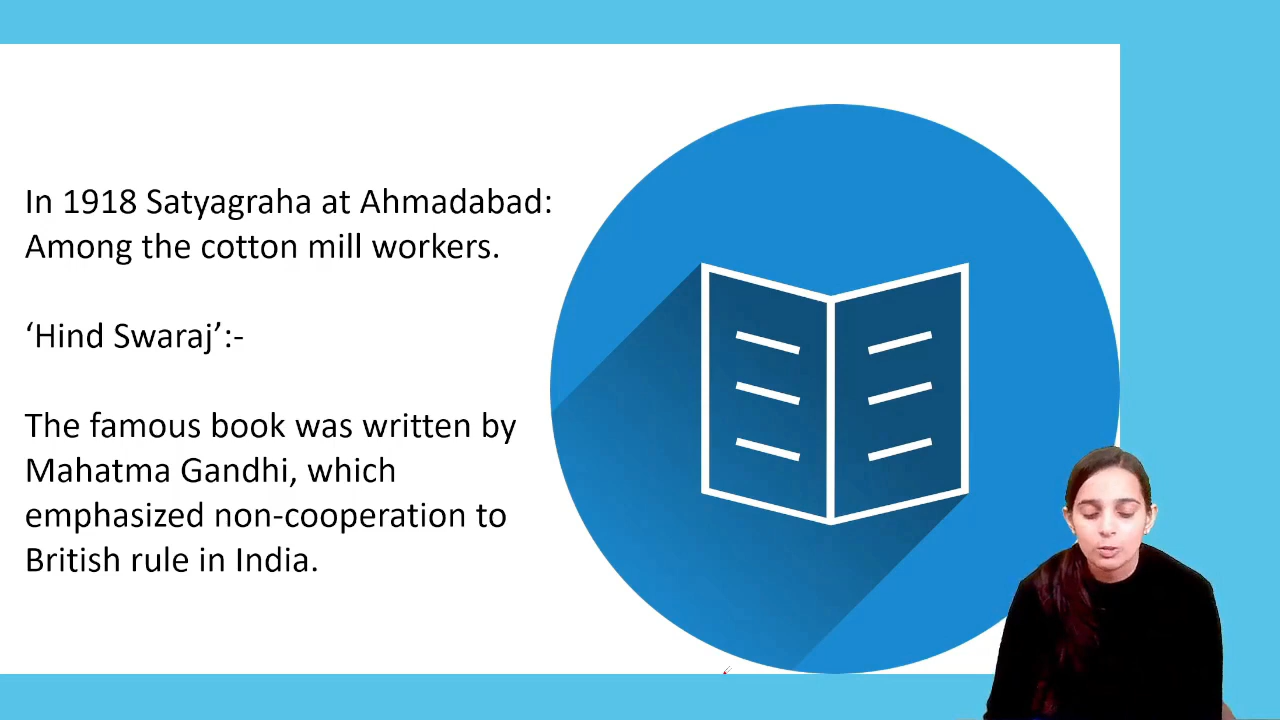 In 1918 Satyagraha at Ahmadabad:
Among the cotton mill workers.
‘Hind Swaraj’:-
The famous book was written by
Mahatma Gandhi, which
emphasized non-cooperation to
British rule in India.